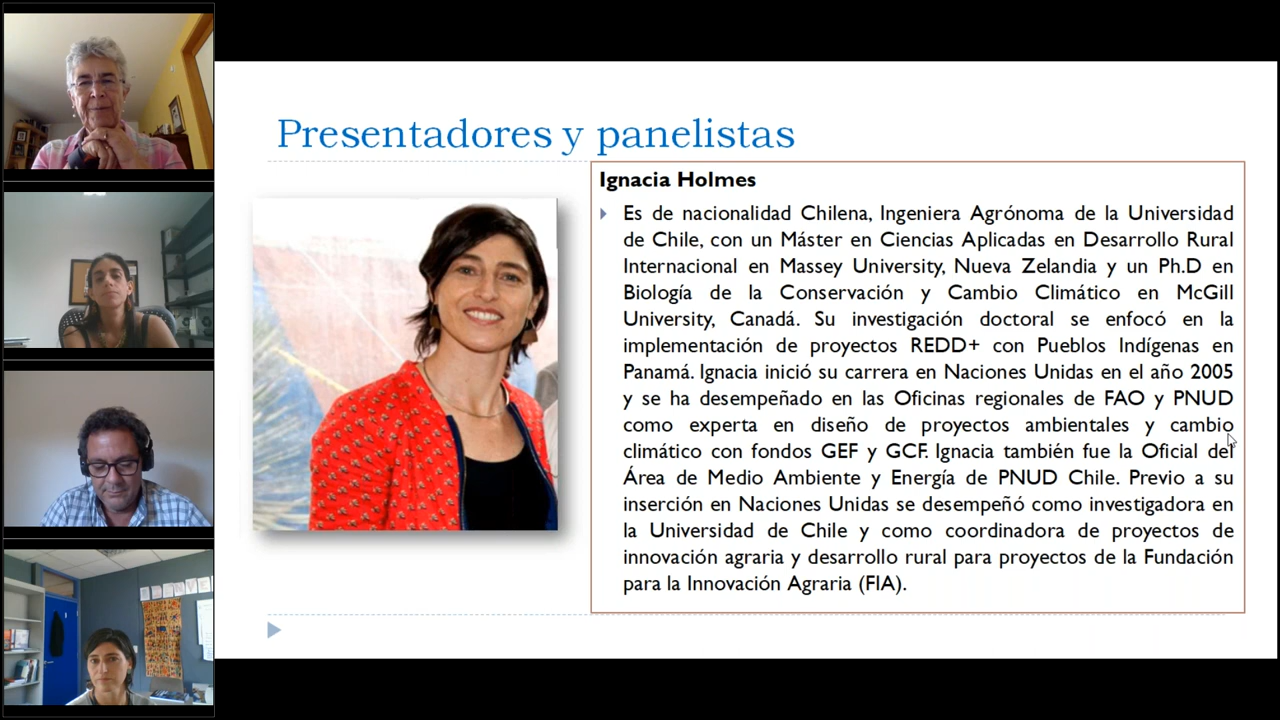 Presentadores y panelistas
Ignacia Holmes
Es de nacionalidad Chilena, Ingeniera Agrónoma de la Universidad
de Chile, con un Máster en Ciencias Aplicadas en Desarrollo Rural
Internacional en Massey University, Nueva Zelandia y un Ph.D en
Biología de la Conservación y Cambio Climático en McGill
University, Canadá. Su investigación doctoral se enfocó en la
implementación de proyectos REDD+ con Pueblos Indígenas en
Panamá. Ignacia inició su carrera en Naciones Unidas en el año 2005
y se ha desempeñado en las Oficinas regionales de FAO y PNUD
como experta en diseño de proyectos ambientales y cambio
climático con fondos GEF y GCF. Ignacia también fue la Oficial del
Área de Medio Ambiente y Energía de PNUD Chile. Previo a su
inserción en Naciones Unidas se desempeñó como investigadora en
la Universidad de Chile y como coordinadora de proyectos de
innovación agraria y desarrollo rural para proyectos de la Fundación
para la Innovación Agraria (FIA).